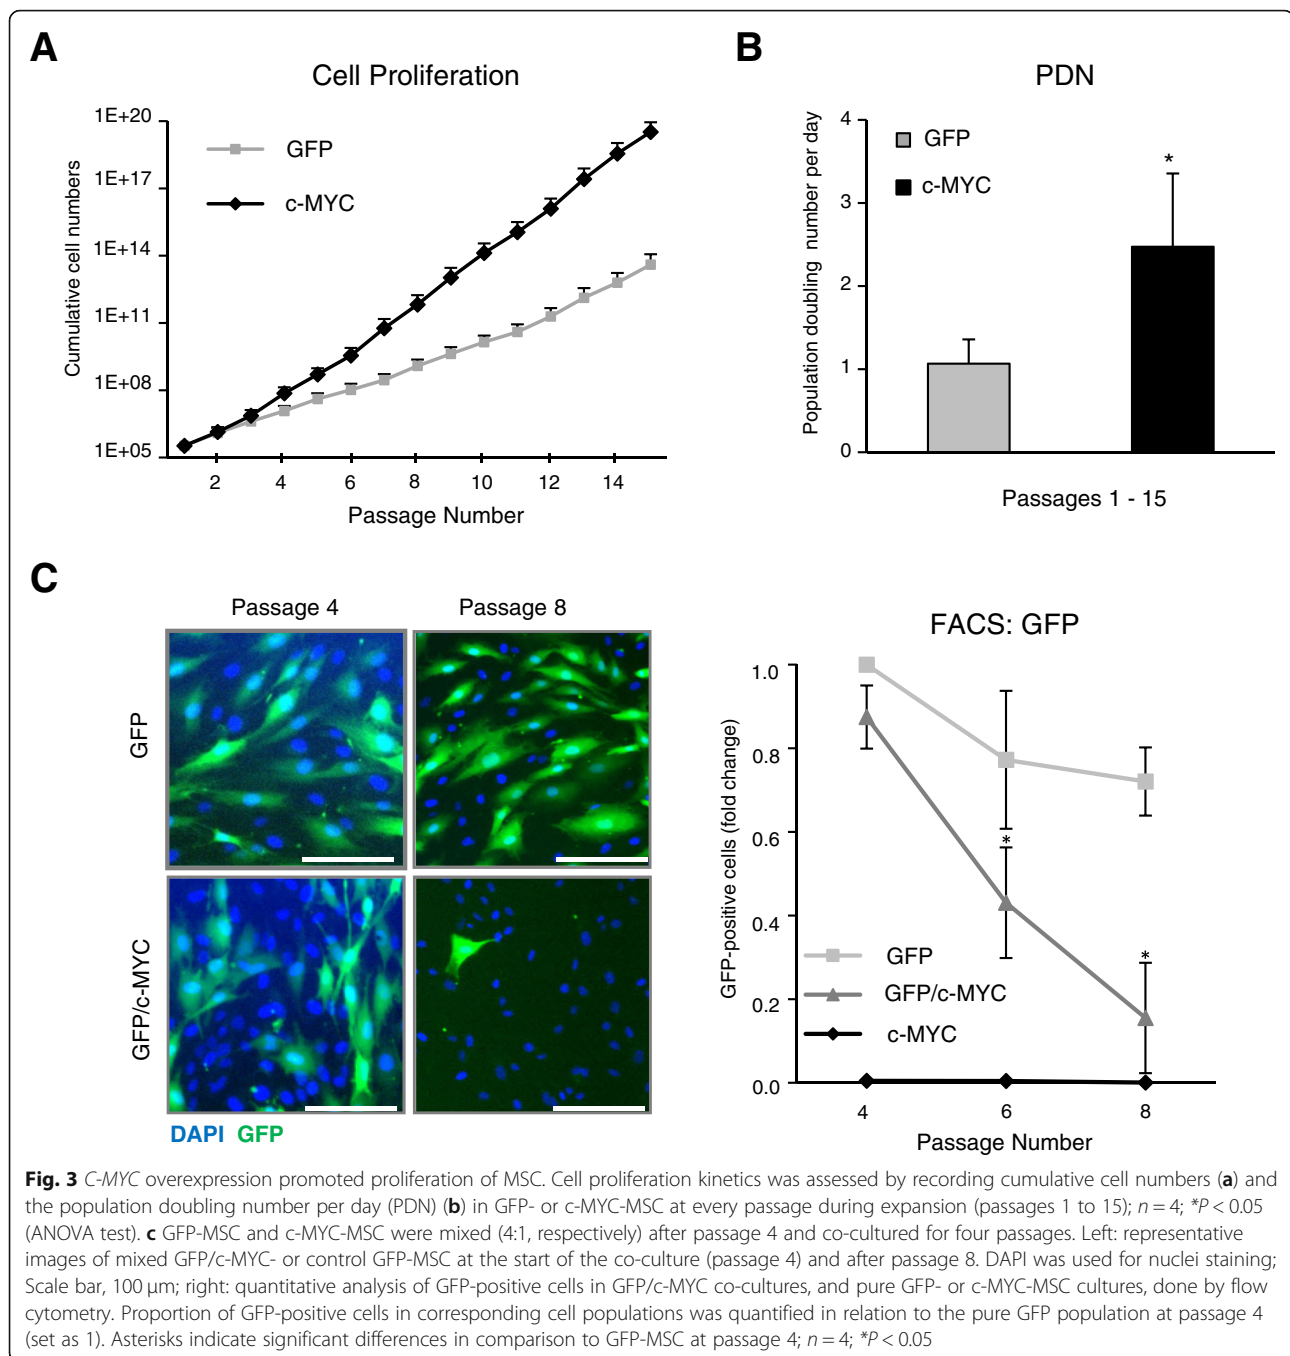 A
Cell Proliferation
Cumulative cell numbers
1E+20
1E+17
1E+14
1E+11
1E+08
1E+05
GFP
c-MYC
2 4 6 8 10 12 14
Passage Number
B
PDN
Population doubling number per day
4
3
2
1
0
GFP
c-MYC
*
Passages 1 - 15
C
Passage 4 Passage 8
GFP
GFP/c-MYC
DAPI GFP
FACS: GFP
GFP-positive cells (fold change)
1.0
0.8
0.6
0.4
0.2
0.0
*
*
GFP
GFP/c-MYC
c-MYC
4 6 8
Passage Number
Fig. 3 C-MYC overexpression promoted proliferation of MSC. Cell proliferation kinetics was assessed by recording cumulative cell numbers (a) and
the population doubling number per day (PDN) (b) in GFP- or c-MYC-MSC at every passage during expansion (passages 1 to 15); n = 4; *P < 0.05
(ANOVA test). c GFP-MSC and c-MYC-MSC were mixed (4:1, respectively) after passage 4 and co-cultured for four passages. Left: representative
images of mixed GFP/c-MYC- or control GFP-MSC at the start of the co-culture (passage 4) and after passage 8. DAPI was used for nuclei staining;
Scale bar, 100 μm; right: quantitative analysis of GFP-positive cells in GFP/c-MYC co-cultures, and pure GFP- or c-MYC-MSC cultures, done by flow
cytometry. Proportion of GFP-positive cells in corresponding cell populations was quantified in relation to the pure GFP population at passage 4
(set as 1). Asterisks indicate significant differences in comparison to GFP-MSC at passage 4; n = 4; *P < 0.05